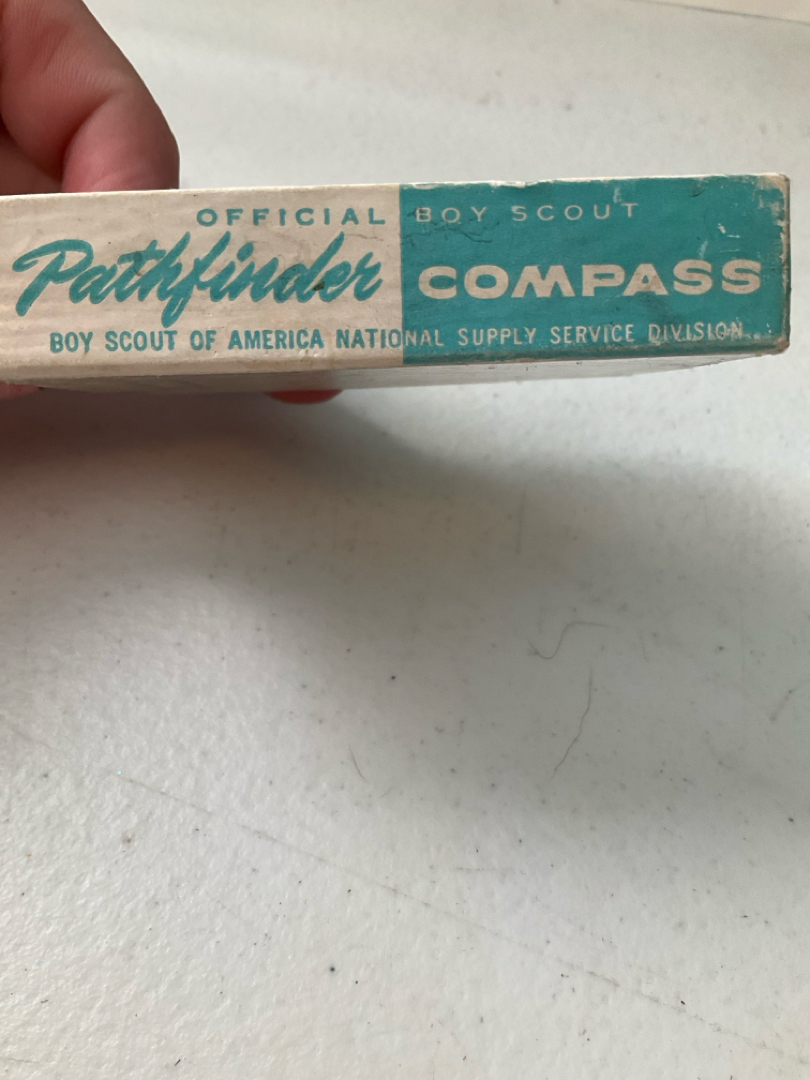 OFFICIAL BOY SCOUT
Pathfinder COMPASS
BOY SCOUT OF AMERICA NATIONAL SUPPLY SERVICE DIVISION